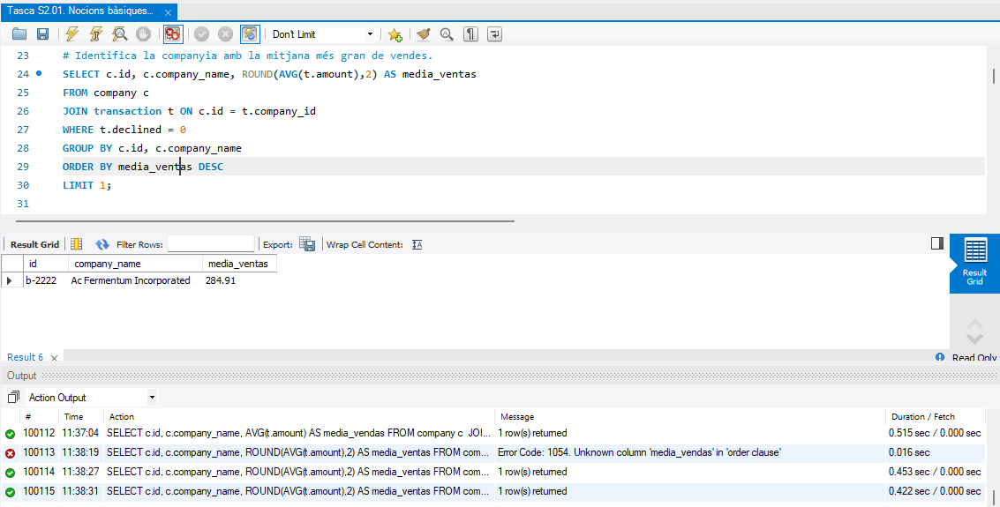 Tasca S2.01. Nocions bàsiques...
Don't Limit
23 # Identifica la companyia amb la mitjana més gran de vendes.
24 SELECT c.id, c.company_name, ROUND(AVG(t.amount),2) AS media_ventas
25 FROM company c
26 JOIN transaction t ON c.id = t.company_id
27 WHERE t.declined = 0
28 GROUP BY c.id, c.company_name
29 ORDER BY media_ventas DESC
30 LIMIT 1;
31
Result Grid Filter Rows: Export: Wrap Cell Content:
id company_name media_ventas
b-2222 Ac Fermentum Incorporated 284.91
Result Grid
Result 6 Read Only
Output
Action Output
# Time Action Message Duration / Fetch
100112 11:37:04 SELECT c.id, c.company_name, AVG(t.amount) AS media_vendas FROM company c JOI... 1 row(s) returned 0.515 sec / 0.000 sec
100113 11:38:19 SELECT c.id, c.company_name, ROUND(AVG(t.amount),2) AS media_ventas FROM com... Error Code: 1054. Unknown column 'media_vendas' in 'order clause' 0.016 sec
100114 11:38:27 SELECT c.id, c.company_name, ROUND(AVG(t.amount),2) AS media_ventas FROM com... 1 row(s) returned 0.453 sec / 0.000 sec
100115 11:38:31 SELECT c.id, c.company_name, ROUND(AVG(t.amount),2) AS media_ventas FROM com... 1 row(s) returned 0.422 sec / 0.000 sec